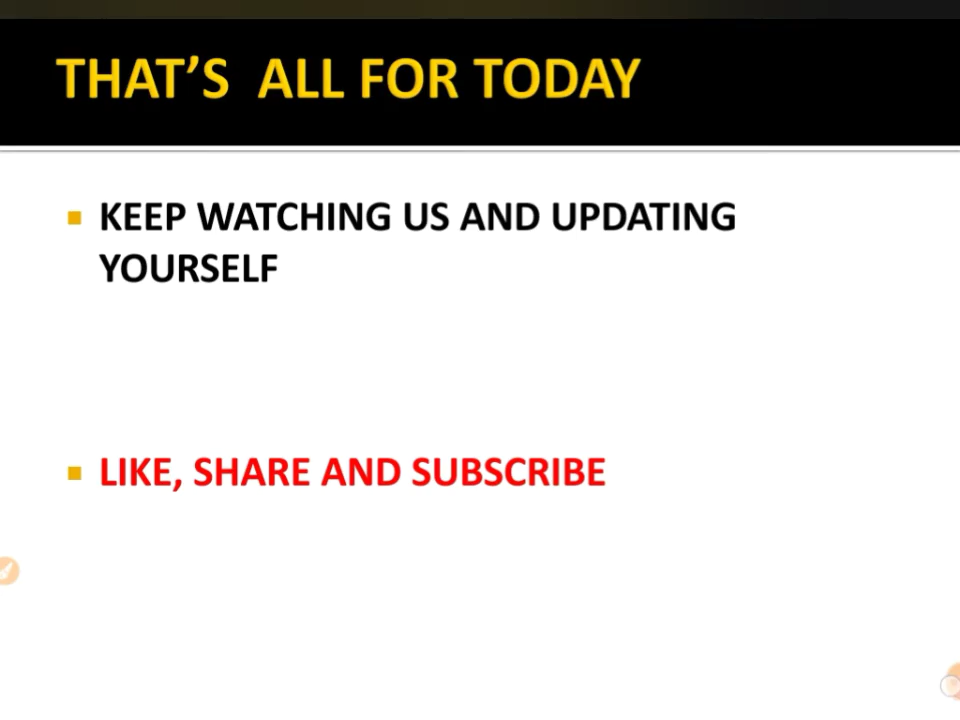 THAT’S  ALL FOR TODAY
KEEP WATCHING US AND UPDATING
YOURSELF
LIKE, SHARE AND SUBSCRIBE